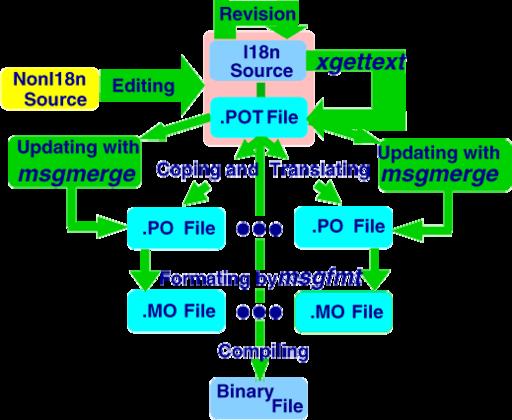 Revision
I18n
Source
xgettext
NonI18n
Source
Editing
.POT File
Updating with
msgmerge
Coping and Translating
Updating with
msgmerge
.PO File
.PO File
Formating by msgfmt
.MO File
.MO File
Compiling
Binary
File